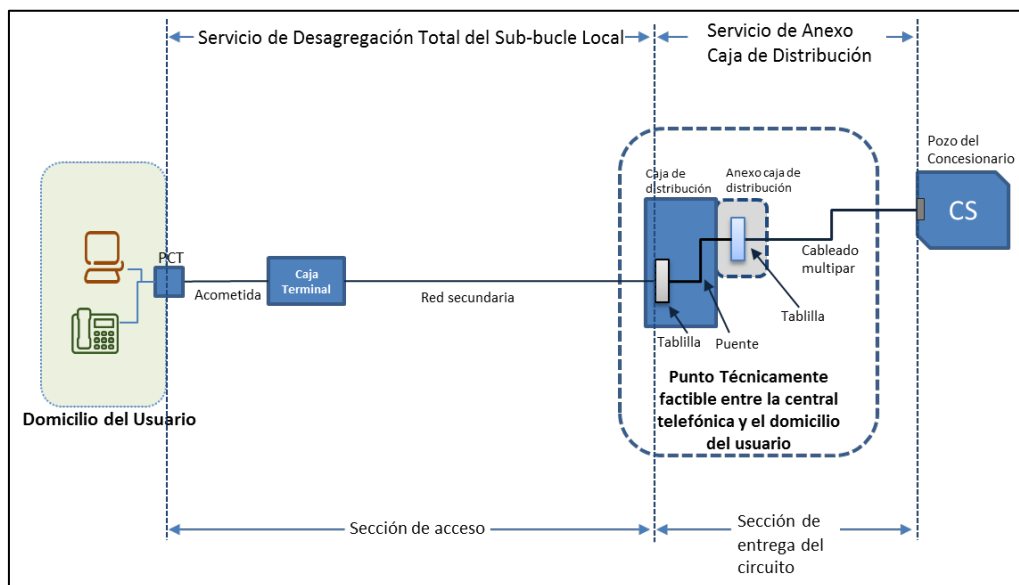 Servicio de Desagregación Total del Sub-bucle Local
Servicio de Anexo
Caja de Distribución
Pozo del
Concesionario
CS
Caja de
distribución
Anexo caja de
distribución
PCT
Acometida
Caja
Terminal
Red secundaria
Cableado
multipar
Tablilla
Tablilla
Puente
Domicilio del Usuario
Punto Técnicamente
factible entre la central
telefónica y el domicilio
del usuario
Sección de acceso
Sección de
entrega del
circuito